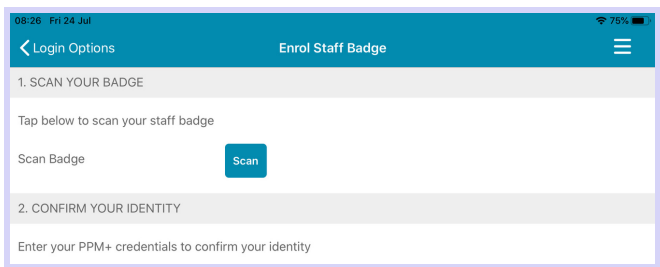 08:26 Fri 24 Jul 75%
Login Options Enrol Staff Badge
1. SCAN YOUR BADGE
Tap below to scan your staff badge
Scan Badge Scan
2. CONFIRM YOUR IDENTITY
Enter your PPM+ credentials to confirm your identity